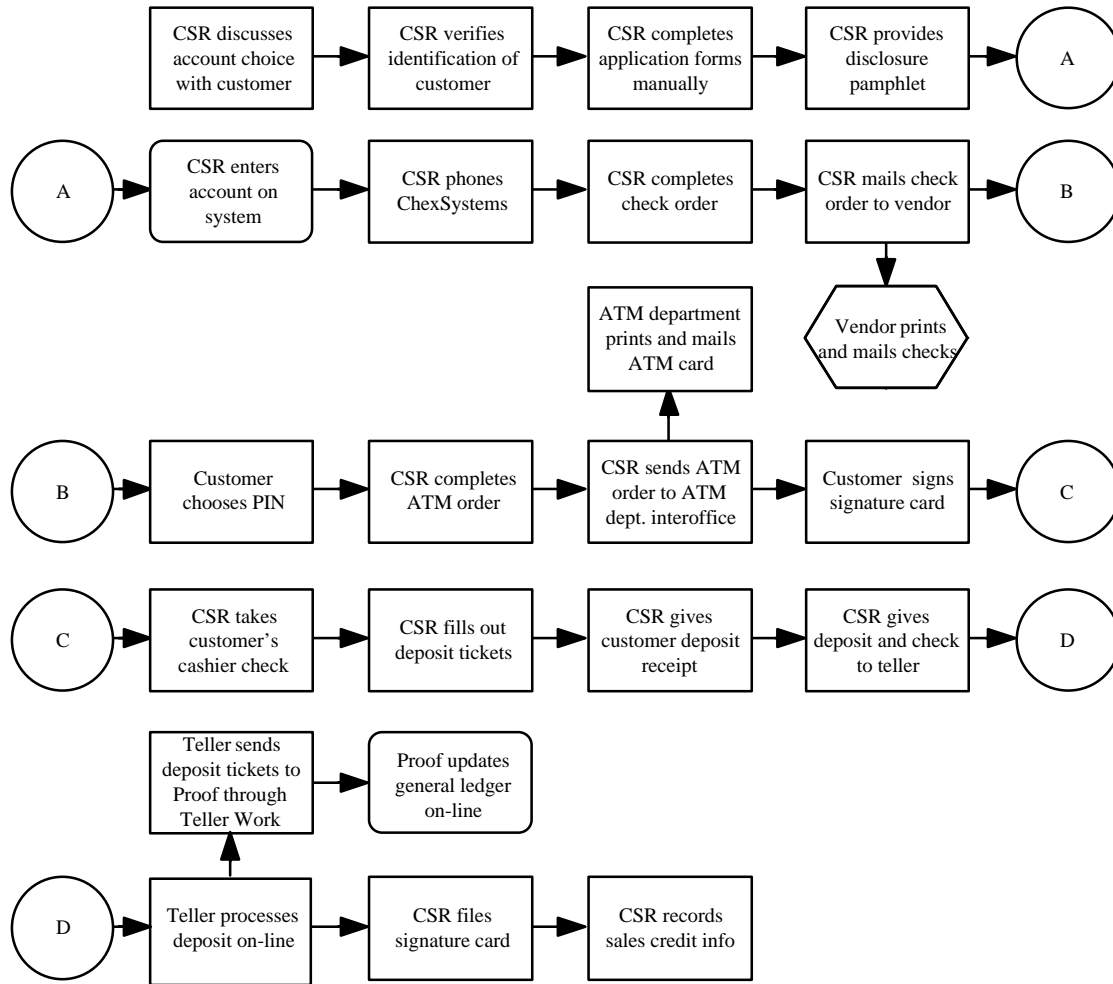 CSR discusses
account choice
with customer
CSR verifies
identification of
customer
CSR completes
application forms
manually
CSR provides
disclosure
pamphlet
A
A
CSR enters
account on
system
CSR phones
ChexSystems
CSR completes
check order
CSR mails check
order to vendor
B
ATM department
prints and mails
ATM card
Vendor prints
and mails checks
B
Customer
chooses PIN
CSR completes
ATM order
CSR sends ATM
order to ATM
dept. interoffice
Customer signs
signature card
C
C
CSR takes
customer’s
cashier check
CSR fills out
deposit tickets
CSR gives
customer deposit
receipt
CSR gives
deposit and check
to teller
D
Teller sends
deposit tickets to
Proof through
Teller Work
Proof updates
general ledger
on-line
D
Teller processes
deposit on-line
CSR files
signature card
CSR records
sales credit info